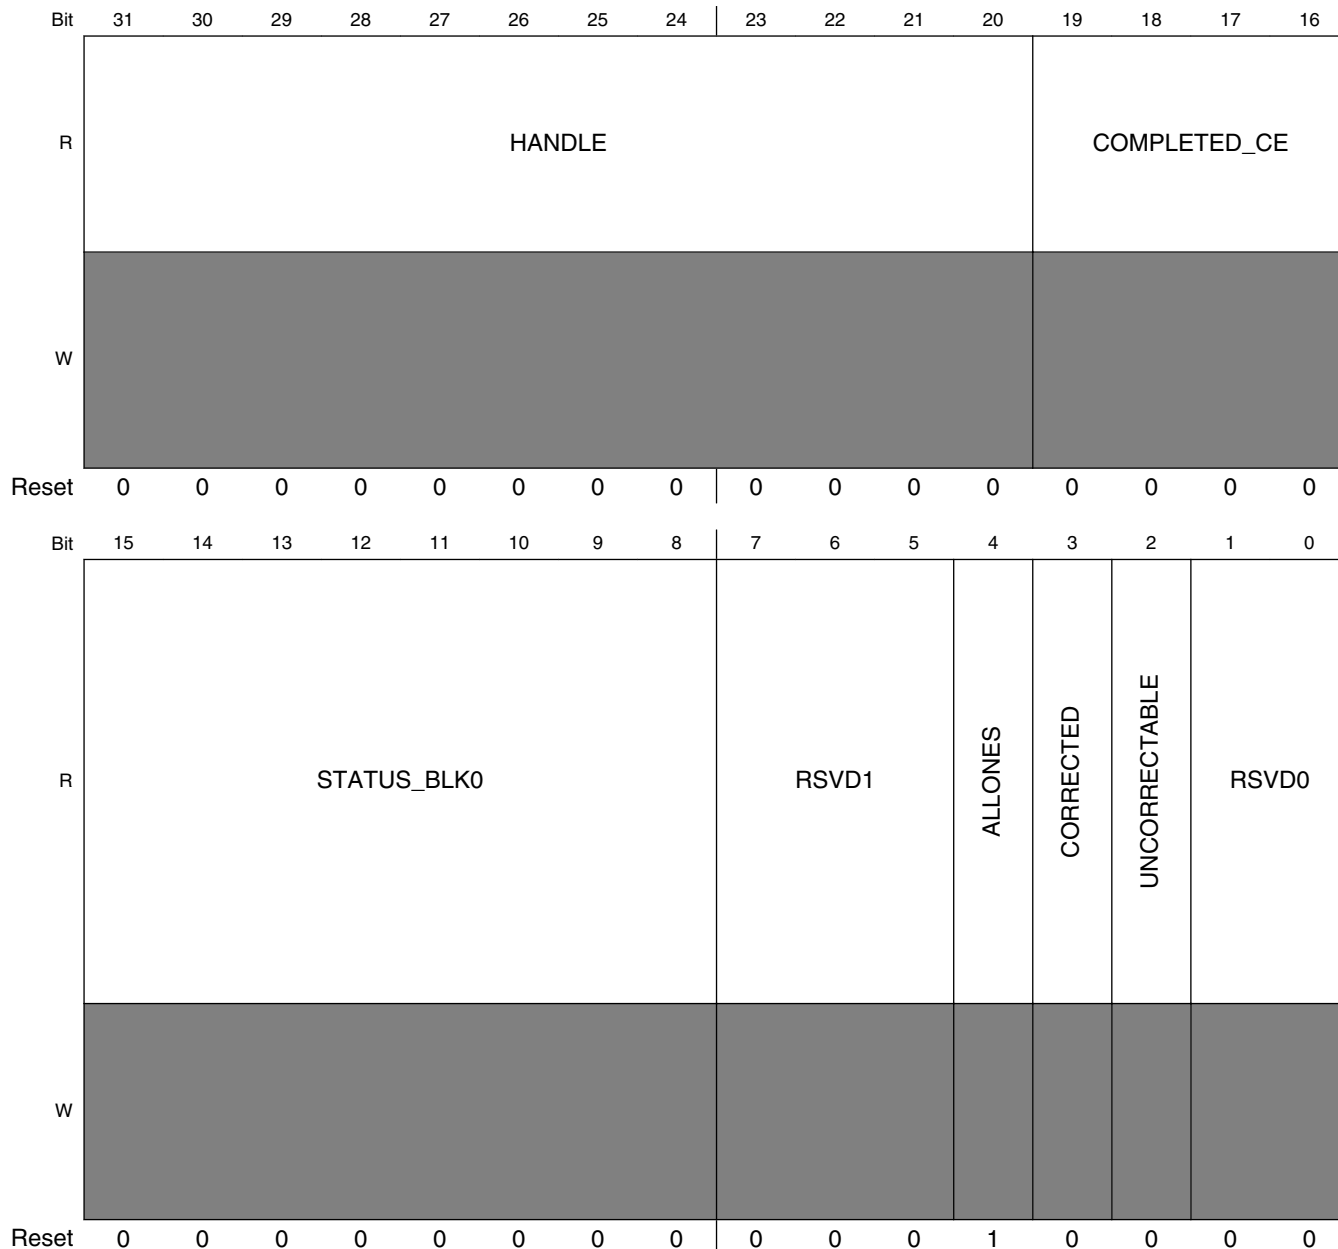 Bit 31 30 29 28 27 26 25 24 23 22 21 20 19 18 17 16
R HANDLE COMPLETED_CE
W
Reset 0 0 0 0 0 0 0 0 0 0 0 0 0 0 0 0
Bit 15 14 13 12 11 10 9 8 7 6 5 4 3 2 1 0
R STATUS_BLK0 RSVD1 ALLONES CORRECTED UNCORRECTABLE RSVD0
W
Reset 0 0 0 0 0 0 0 0 0 0 0 1 0 0 0 0